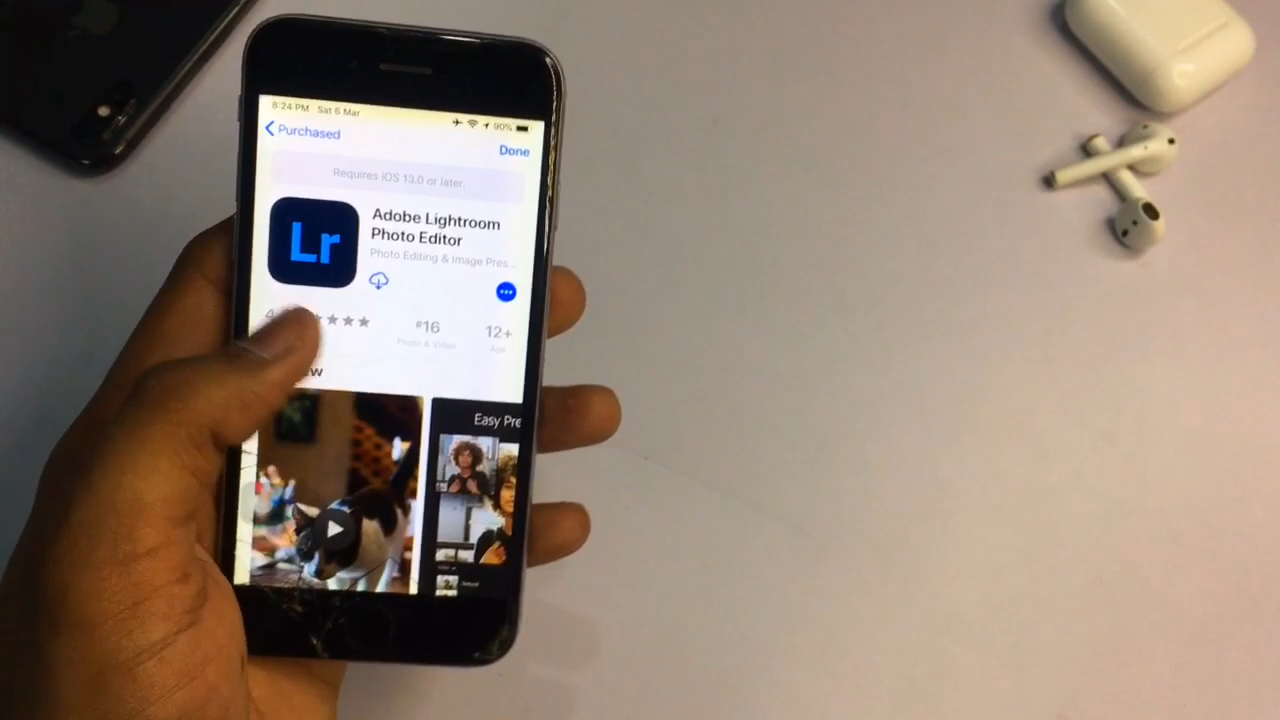 8:24 PM Sat 6 Mar
90%
Purchased
Done
Requires iOS 13.0 or later.
Lr
Adobe Lightroom
Photo Editor
Photo Editing & Image Pres...
#16
12+
Photo & Video
Age
Easy Pre